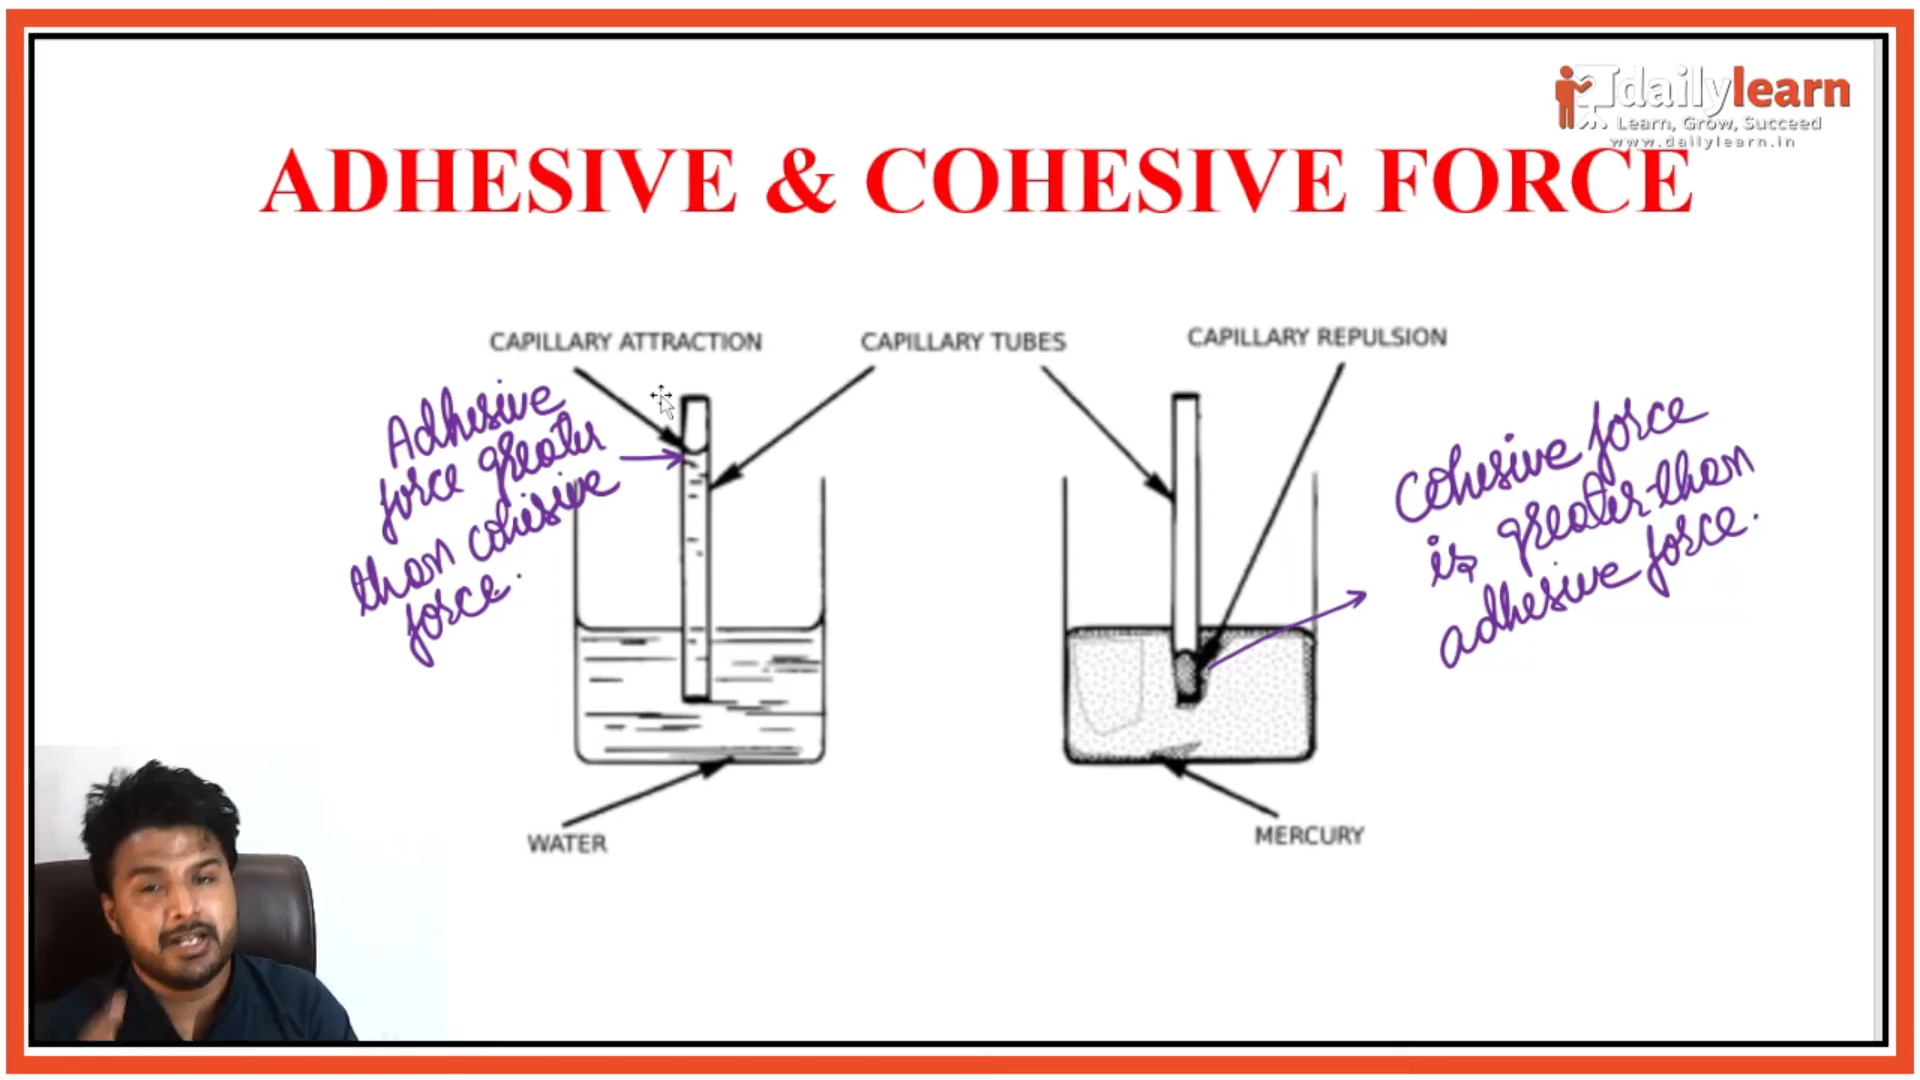 dailylearn
Learn, Grow, Succeed
www.dailylearn.in
ADHESIVE & COHESIVE FORCE
CAPILLARY ATTRACTION
CAPILLARY TUBES
CAPILLARY REPULSION
Adhesive
force greater
than cohesive
force.
Cohesive force
is greater than
adhesive force.
WATER
MERCURY